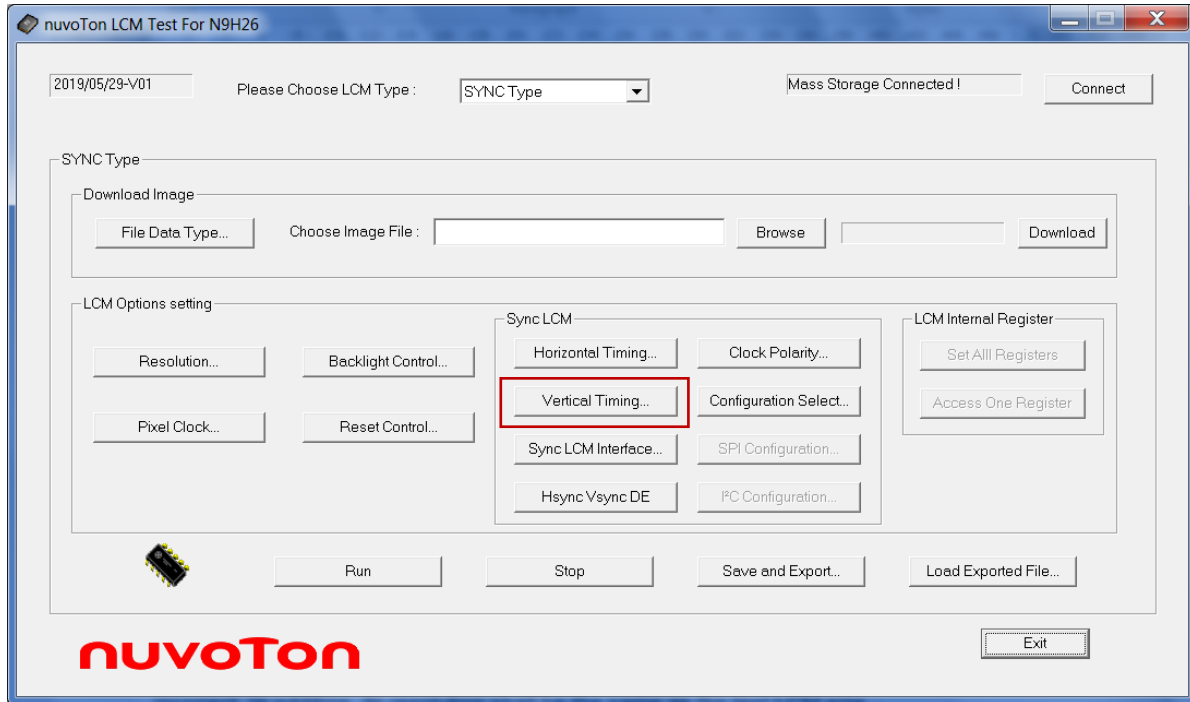 nuvoTon LCM Test For N9H26
2019/05/29-V01
Please Choose LCM Type :
SYNC Type
Mass Storage Connected !
Connect
SYNC Type
Download Image
File Data Type...
Choose Image File :
Browse
Download
LCM Options setting
Resolution...
Backlight Control...
Pixel Clock...
Reset Control...
Sync LCM
Horizontal Timing...
Clock Polarity...
Vertical Timing...
Configuration Select...
Sync LCM Interface...
SPI Configuration...
Hsync Vsync DE
I²C Configuration...
LCM Internal Register
Set Alll Registers
Access One Register
Run
Stop
Save and Export...
Load Exported File...
nuvoTon
Exit